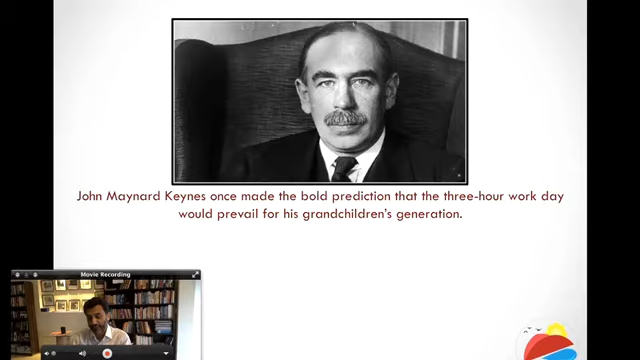 John Maynard Keynes once made the bold prediction that the three-hour work day
would prevail for his grandchildren's generation.
Movie Recording